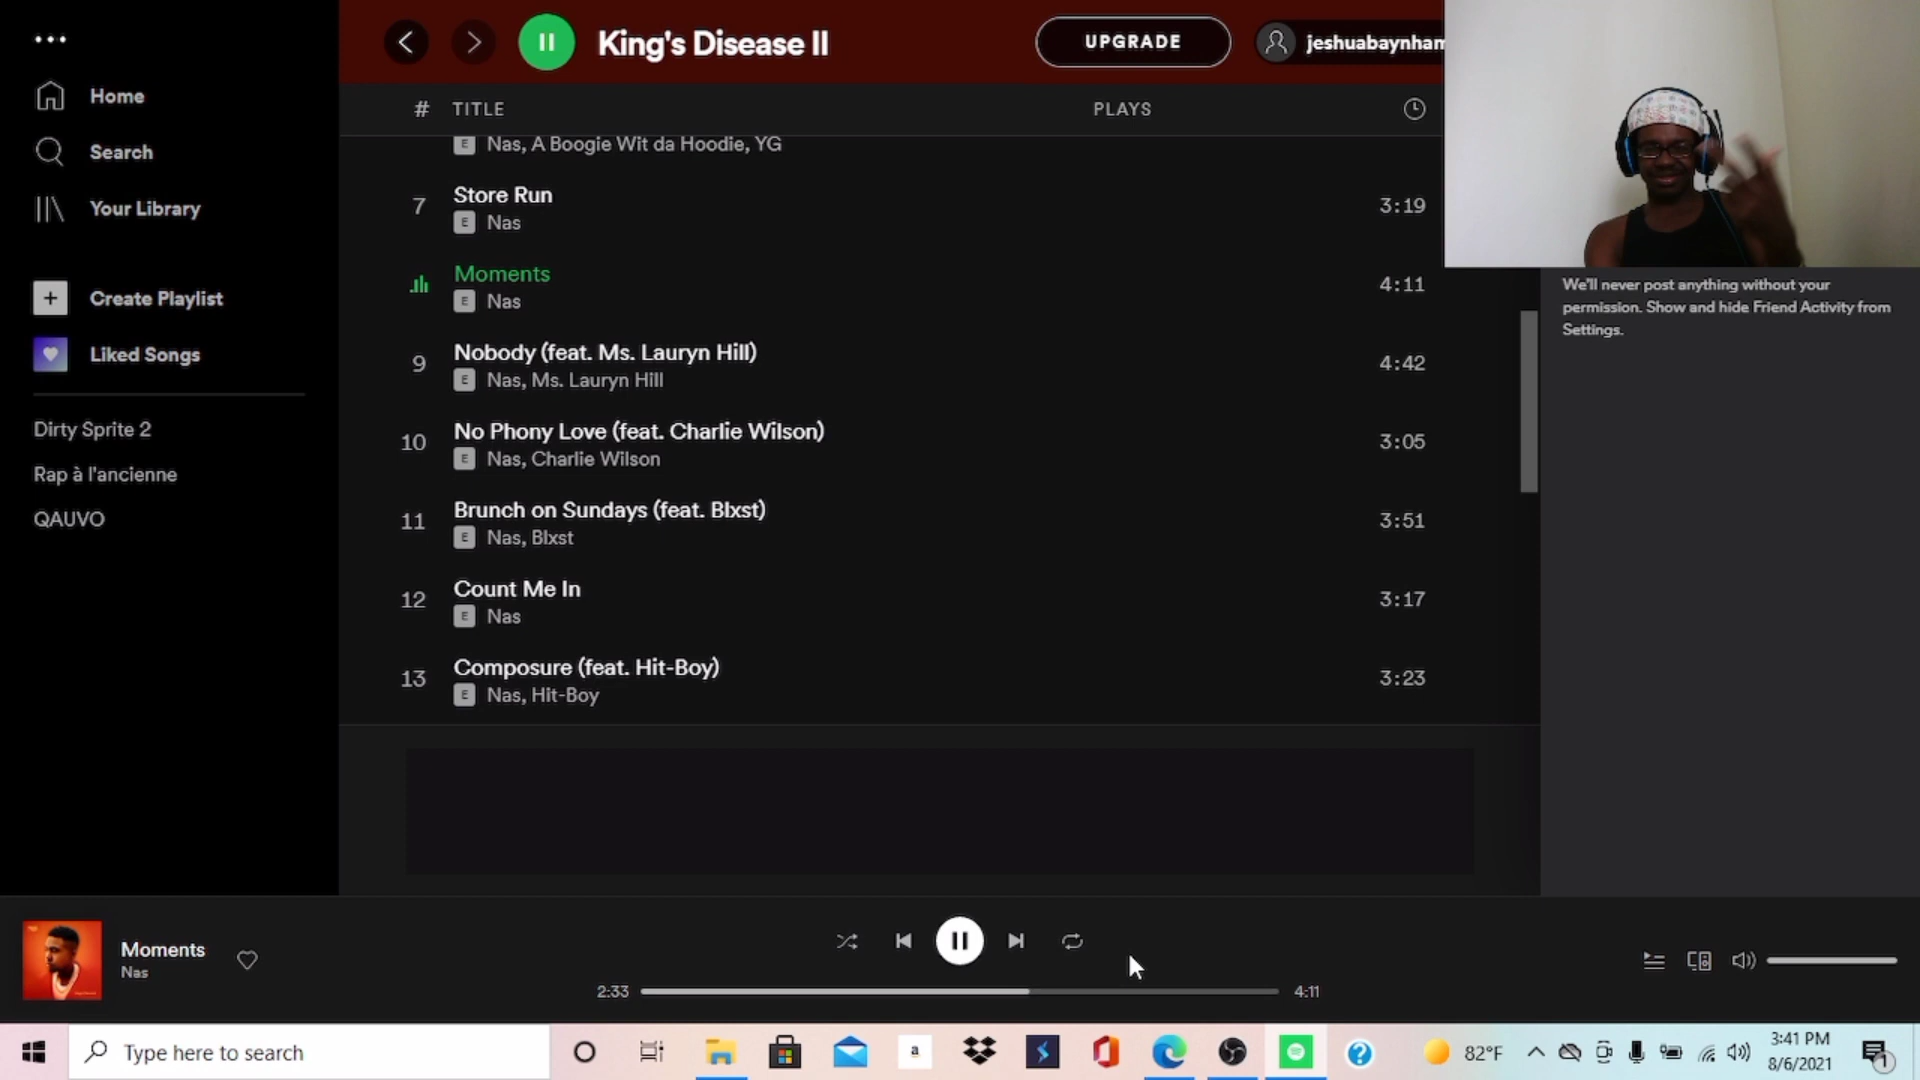 King's Disease II
UPGRADE
jeshuabaynham
Home
Search
Your Library
Create Playlist
Liked Songs
Dirty Sprite 2
Rap à l'ancienne
QAUVO
# TITLE PLAYS
E Nas, A Boogie Wit da Hoodie, YG
7 Store Run 3:19
E Nas
Moments 4:11
E Nas
9 Nobody (feat. Ms. Lauryn Hill) 4:42
E Nas, Ms. Lauryn Hill
10 No Phony Love (feat. Charlie Wilson) 3:05
E Nas, Charlie Wilson
11 Brunch on Sundays (feat. Blxst) 3:51
E Nas, Blxst
12 Count Me In 3:17
E Nas
13 Composure (feat. Hit-Boy) 3:23
E Nas, Hit-Boy
We'll never post anything without your
permission. Show and hide Friend Activity from
Settings.
Moments
Nas
2:33 4:11
Type here to search
a
82°F
3:41 PM
8/6/2021
1